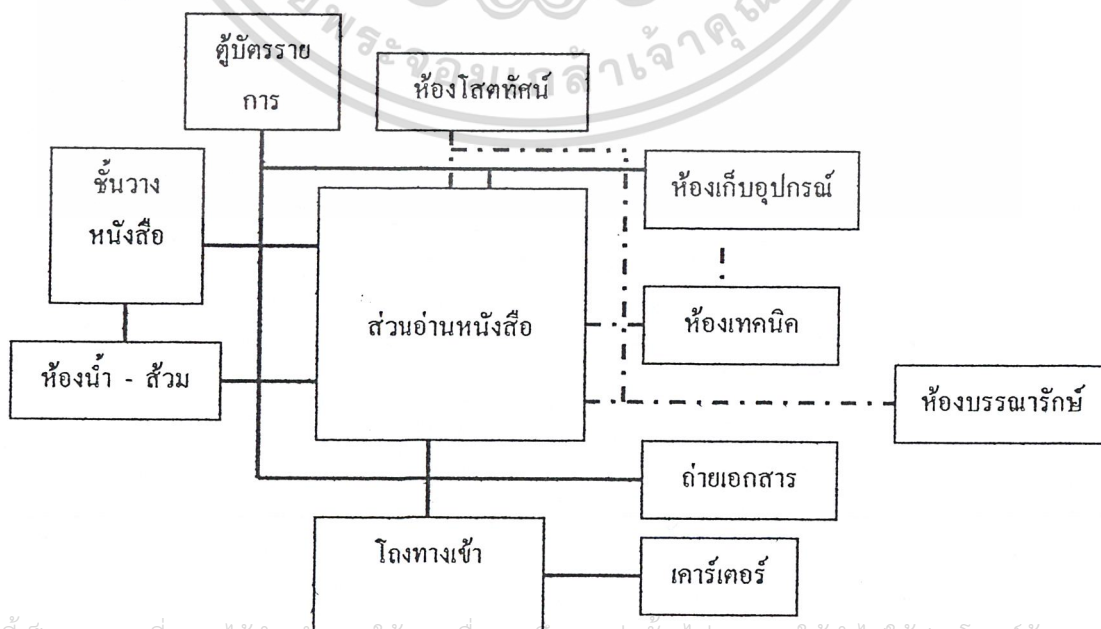 ตู้บัตรราย
การ
ห้องโสตทัศน์
ชั้นวาง
หนังสือ
ห้องเก็บอุปกรณ์
ส่วนอ่านหนังสือ
ห้องเทคนิค
ห้องน้ำ - ส้วม
ห้องบรรณารักษ์
ถ่ายเอกสาร
โถงทางเข้า
เคาร์เตอร์